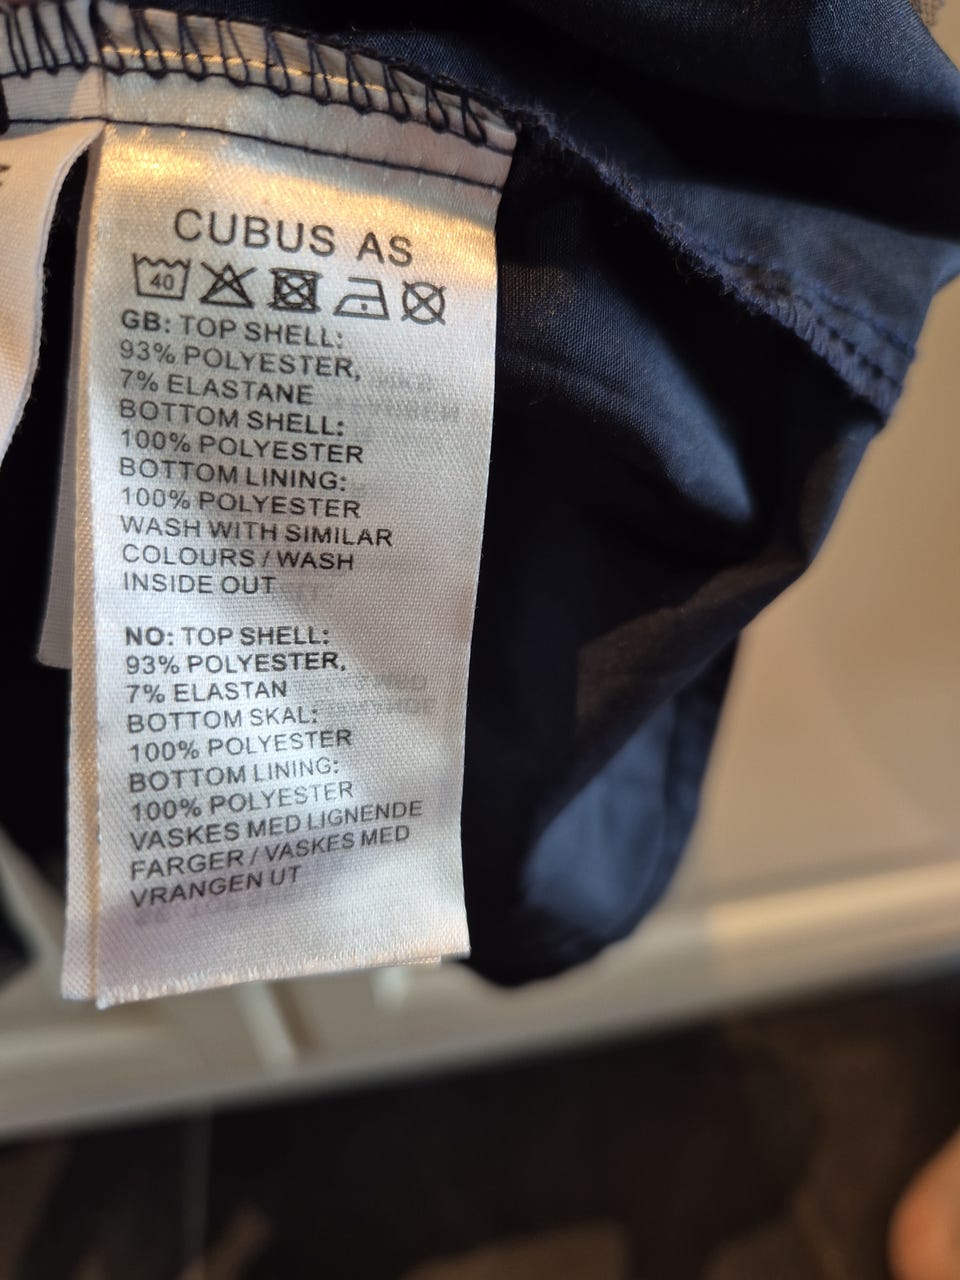 CUBUS AS
40
GB: TOP SHELL:
93% POLYESTER,
7% ELASTANE
BOTTOM SHELL:
100% POLYESTER
BOTTOM LINING:
100% POLYESTER
WASH WITH SIMILAR
COLOURS / WASH
INSIDE OUT
NO: TOP SHELL:
93% POLYESTER,
7% ELASTAN
BOTTOM SKAL:
100% POLYESTER
BOTTOM LINING:
100% POLYESTER
VASKES MED LIGNENDE
FARGER / VASKES MED
VRANGEN UT